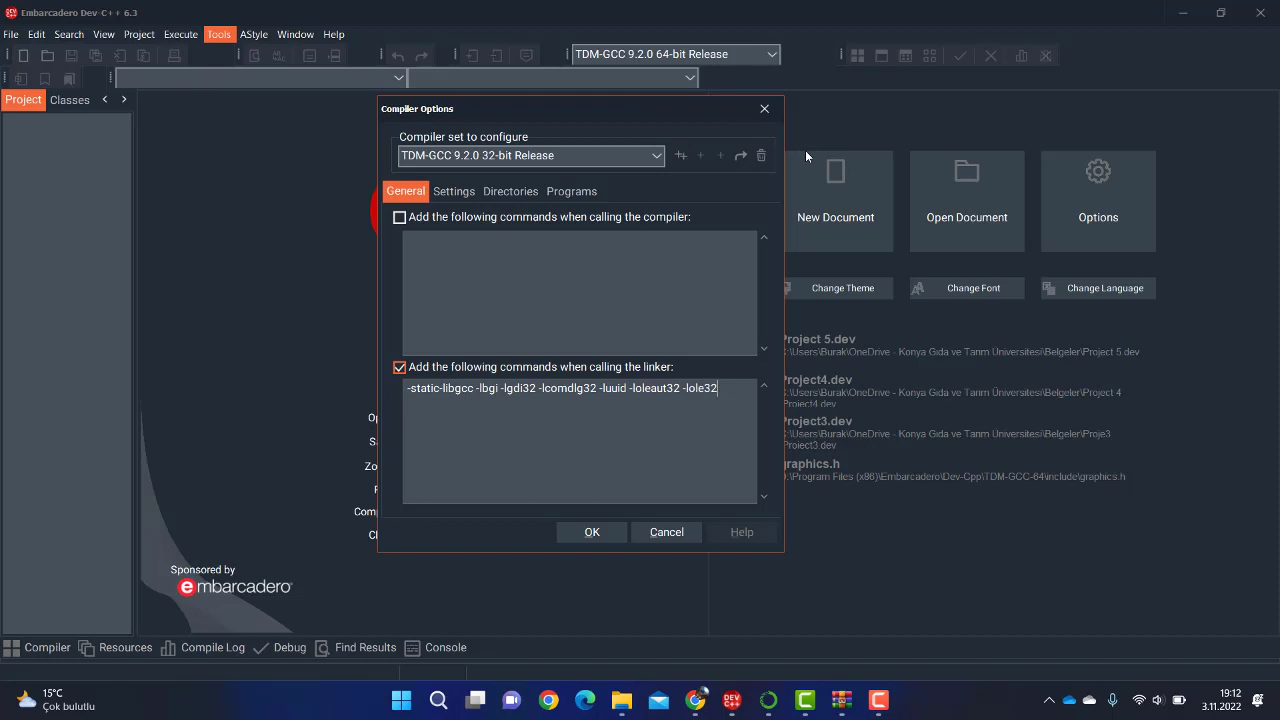 Embarcadero Dev-C++ 6.3
File Edit Search View Project Execute Tools AStyle Window Help
TDM-GCC 9.2.0 64-bit Release
Project Classes
Compiler Options
Compiler set to configure
TDM-GCC 9.2.0 32-bit Release
General Settings Directories Programs
Add the following commands when calling the compiler:
Add the following commands when calling the linker:
-static-libgcc -lbgi -lgdi32 -lcomdlg32 -luuid -loleaut32 -lole32
OK Cancel Help
New Document Open Document Options
Change Theme Change Font Change Language
Project 5.dev
C:\Users\Burak\OneDrive - Konya Gıda ve Tarım Üniversitesi\Belgeler\Project 5.dev
Project4.dev
C:\Users\Burak\OneDrive - Konya Gıda ve Tarım Üniversitesi\Belgeler\Project 4
Project4.dev
Project3.dev
C:\Users\Burak\OneDrive - Konya Gıda ve Tarım Üniversitesi\Belgeler\Proje3
Project3.dev
graphics.h
D:\Program Files (x86)\Embarcadero\Dev-Cpp\TDM-GCC-64\include\graphics.h
Sponsored by
embarcadero
Compiler Resources Compile Log Debug Find Results Console
15°C
Çok bulutlu
DEV
C++
19:12
3.11.2022